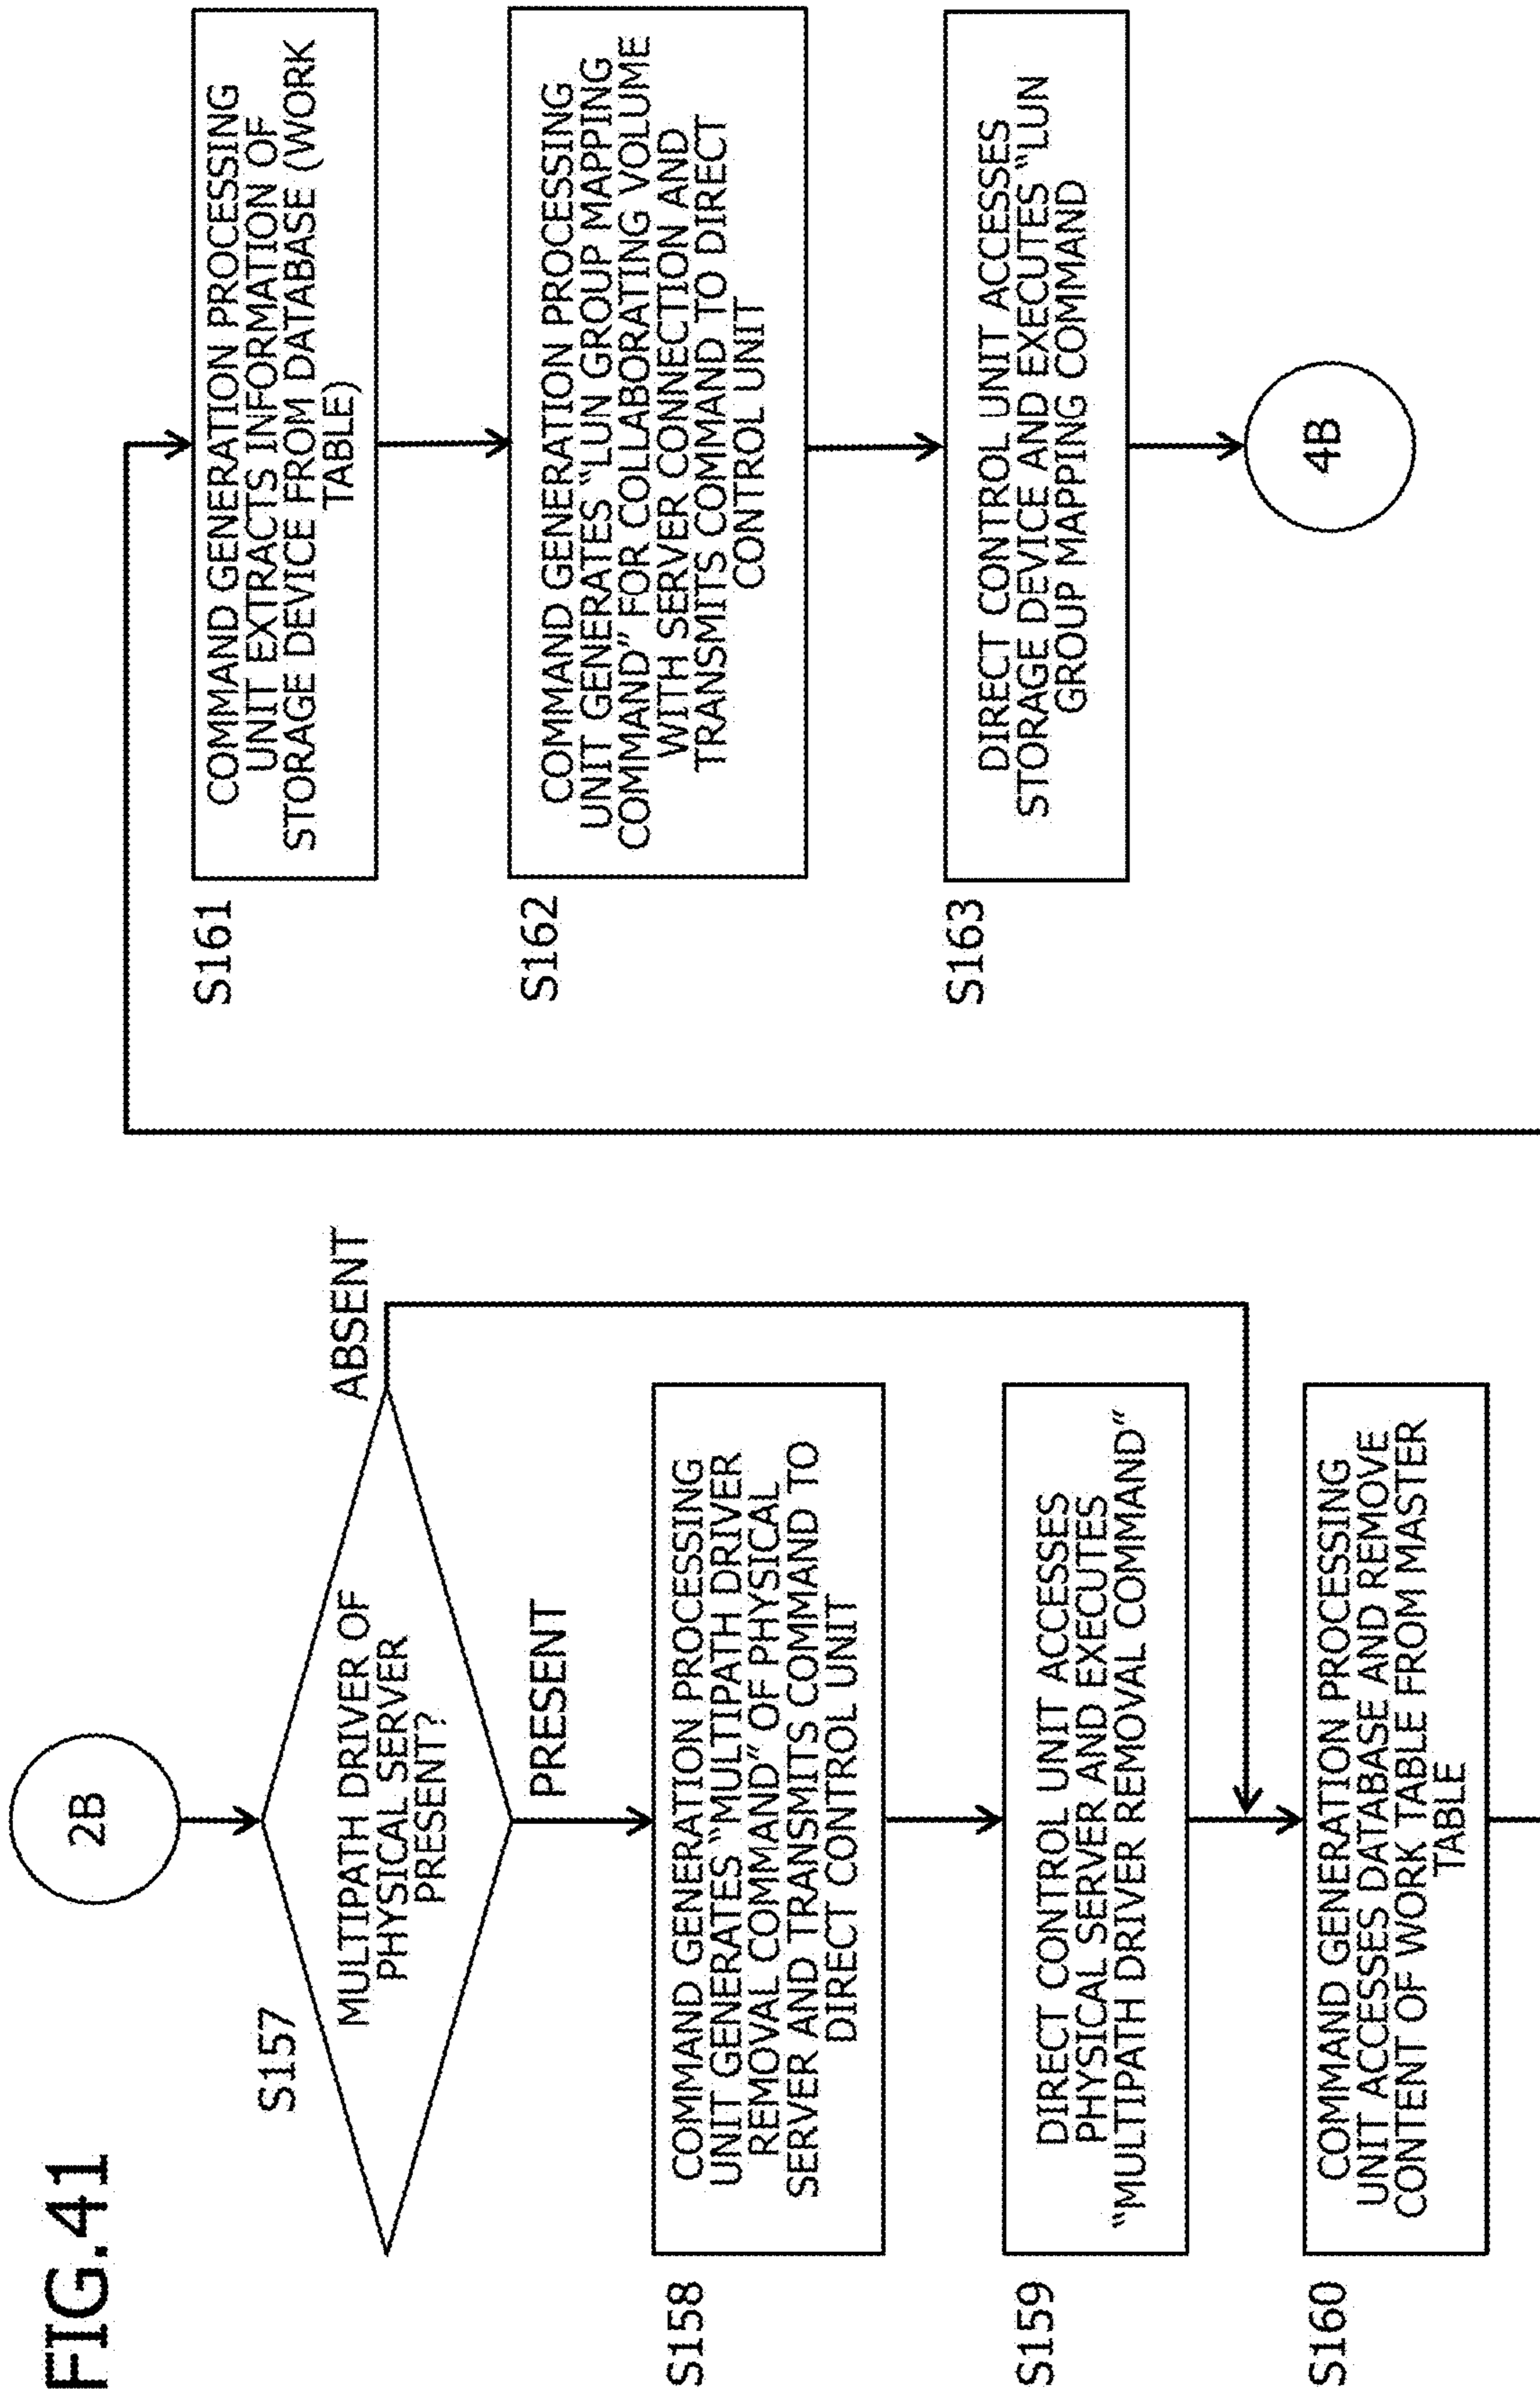 FIG.41
2B
S157
MULTIPATH DRIVER OF
PHYSICAL SERVER
PRESENT?
ABSENT
PRESENT
S158
COMMAND GENERATION PROCESSING
UNIT GENERATES “MULTIPATH DRIVER
REMOVAL COMMAND” OF PHYSICAL
SERVER AND TRANSMITS COMMAND TO
DIRECT CONTROL UNIT
S159
DIRECT CONTROL UNIT ACCESSES
PHYSICAL SERVER AND EXECUTES
“MULTIPATH DRIVER REMOVAL COMMAND”
S160
COMMAND GENERATION PROCESSING
UNIT ACCESSES DATABASE AND REMOVE
CONTENT OF WORK TABLE FROM MASTER
TABLE
S161
COMMAND GENERATION PROCESSING
UNIT EXTRACTS INFORMATION OF
STORAGE DEVICE FROM DATABASE (WORK
TABLE)
S162
COMMAND GENERATION PROCESSING
UNIT GENERATES “LUN GROUP MAPPING
COMMAND” FOR COLLABORATING VOLUME
WITH SERVER CONNECTION AND
TRANSMITS COMMAND TO DIRECT
CONTROL UNIT
S163
DIRECT CONTROL UNIT ACCESSES
STORAGE DEVICE AND EXECUTES “LUN
GROUP MAPPING COMMAND
4B